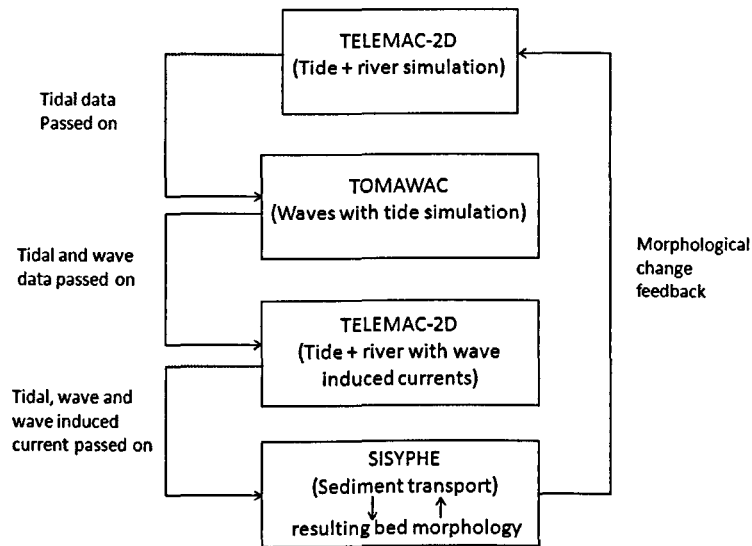 TELEMAC-2D
(Tide + river simulation)
Tidal data
Passed on
TOMAWAC
(Waves with tide simulation)
Tidal and wave
data passed on
Morphological
change
feedback
TELEMAC-2D
(Tide + river with wave
induced currents)
Tidal, wave and
wave induced
current passed on
SISYPHE
(Sediment transport)
resulting bed morphology